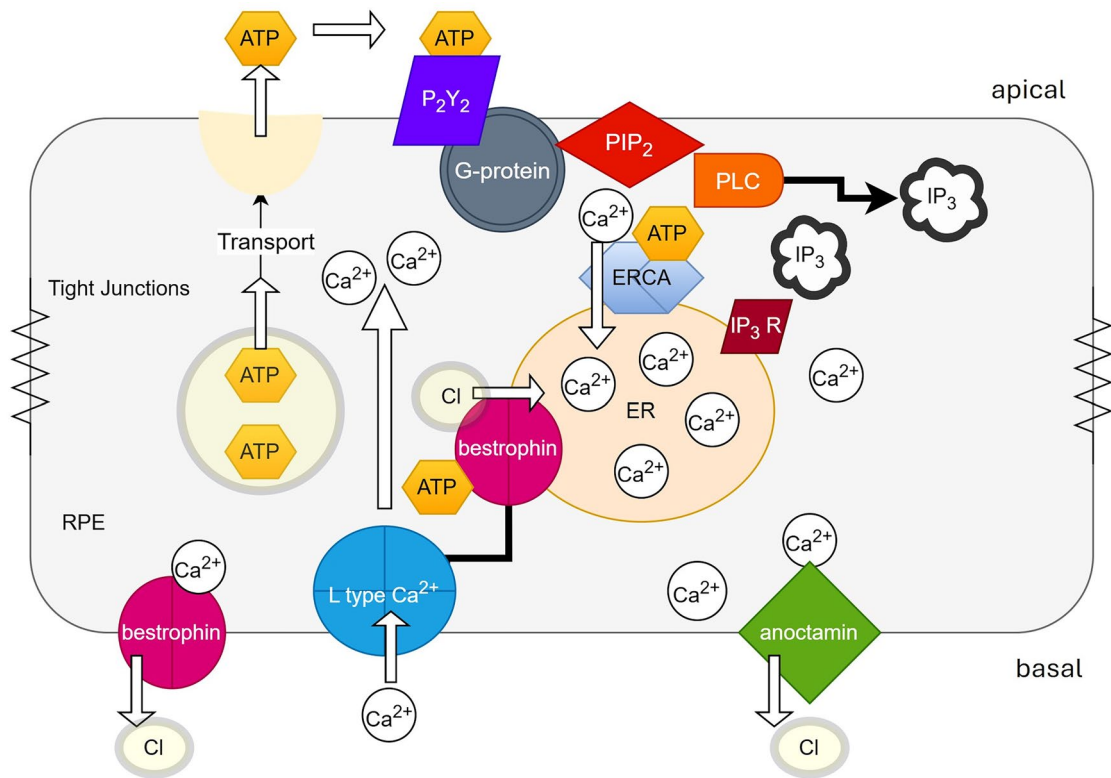 ATP
ATP
P₂Y₂
apical
G-protein
PIP₂
PLC
IP₃
Ca²⁺
ATP
Transport
Ca²⁺
Ca²⁺
ERCA
IP₃
Tight Junctions
IP₃ R
ATP
Cl
Ca²⁺
Ca²⁺
Ca²⁺
ER
Ca²⁺
bestrophin
ATP
Ca²⁺
ATP
RPE
Ca²⁺
Ca²⁺
L type Ca²⁺
Ca²⁺
bestrophin
anoctamin
basal
Ca²⁺
Cl
Cl